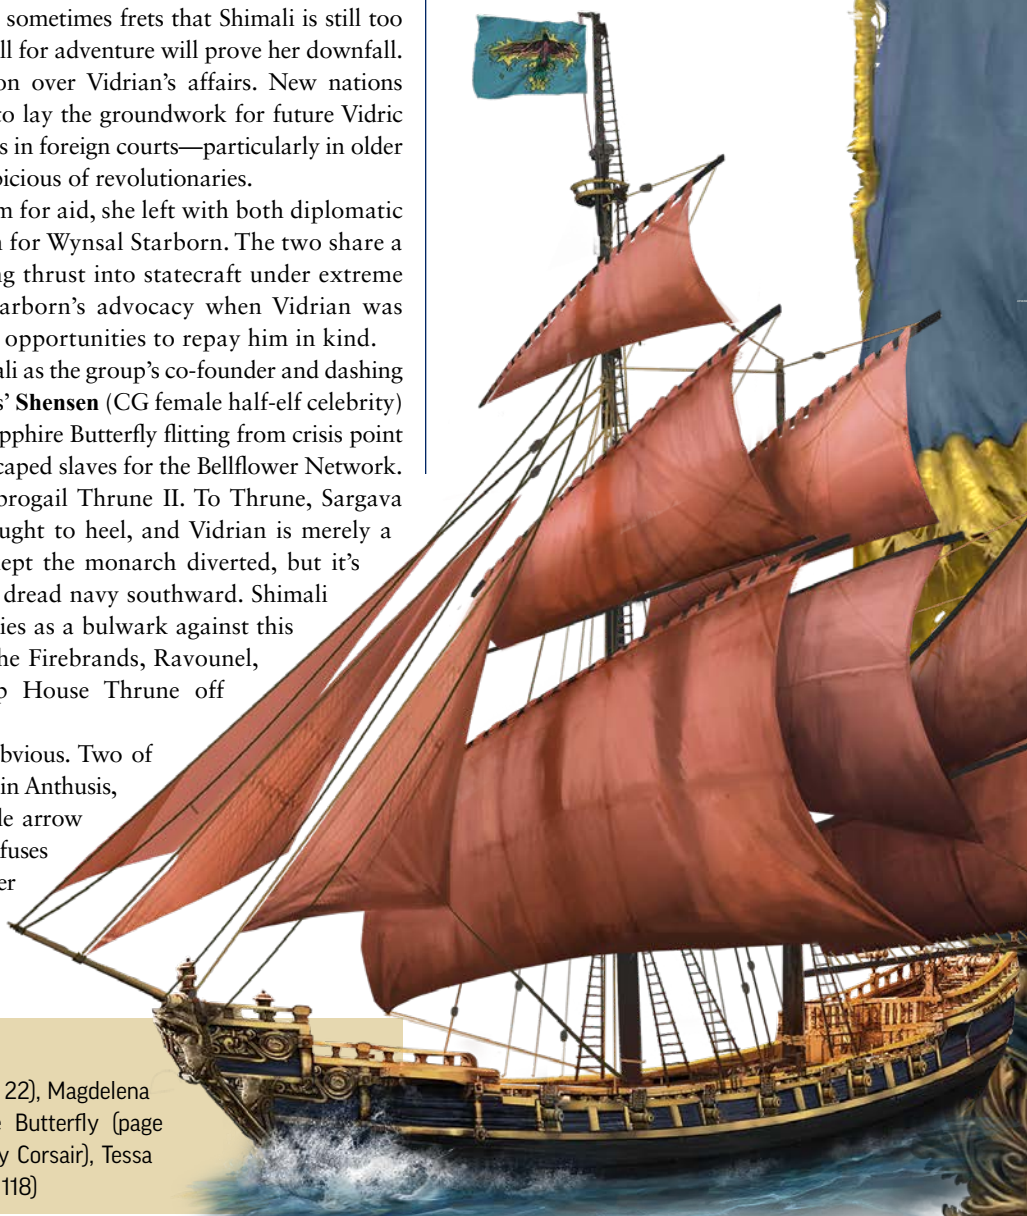 sometimes frets that Shimali is still too
ll for adventure will prove her downfall.
on over Vidrian’s affairs. New nations
to lay the groundwork for future Vidric
s in foreign courts—particularly in older
picious of revolutionaries.
m for aid, she left with both diplomatic
n for Wynsal Starborn. The two share a
ng thrust into statecraft under extreme
tarborn’s advocacy when Vidrian was
opportunities to repay him in kind.
ali as the group’s co-founder and dashing
s’ Shensen (CG female half-elf celebrity)
apphire Butterfly flitting from crisis point
caped slaves for the Bellflower Network.
brogail Thrune II. To Thrune, Sargava
ught to heel, and Vidrian is merely a
kept the monarch diverted, but it’s
dread navy southward. Shimali
ies as a bulwark against this
he Firebrands, Ravounel,
p House Thrune off
bvious. Two of
in Anthusis,
le arrow
fuses
er
22), Magdelena
e Butterfly (page
y Corsair), Tessa
118)